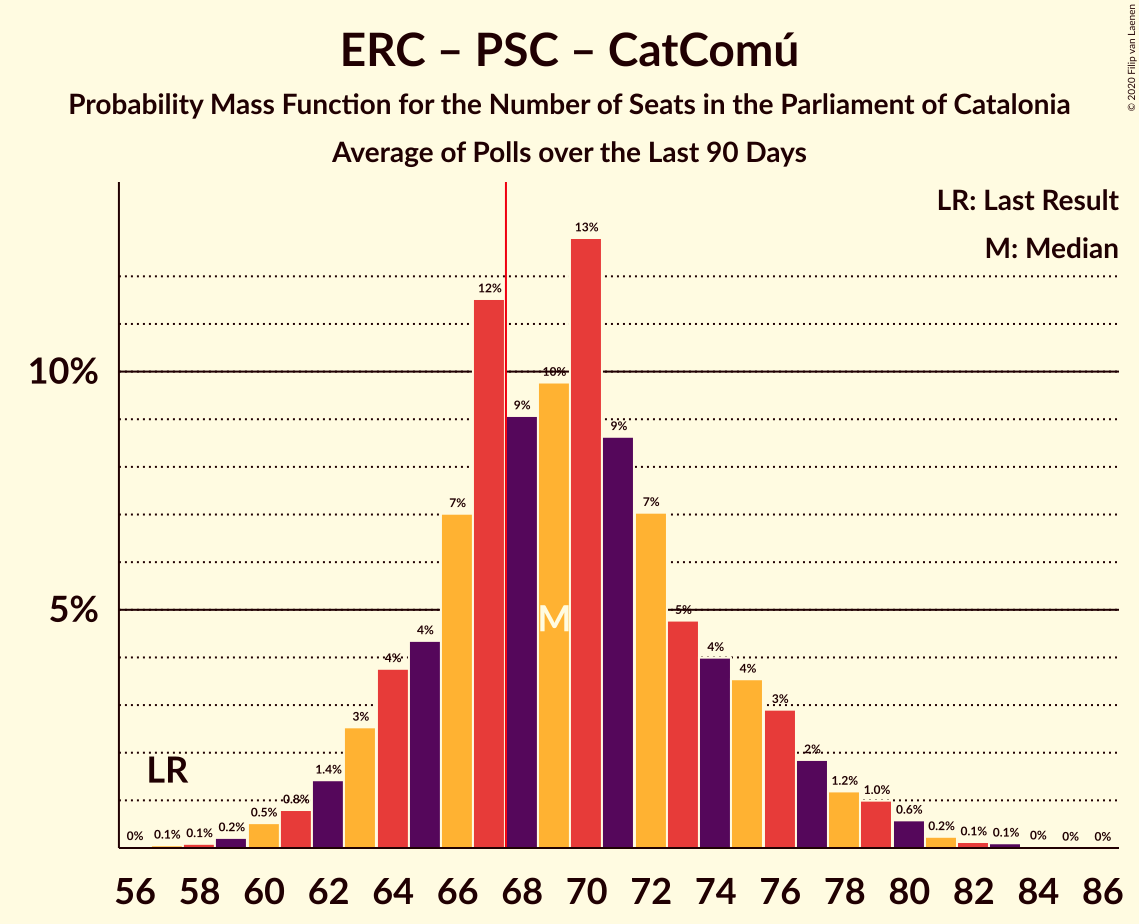 ERC – PSC – CatComú
Probability Mass Function for the Number of Seats in the Parliament of Catalonia
Average of Polls over the Last 90 Days
© 2020 Filip van Laenen
LR: Last Result
M: Median
10%
5%
LR
M
0% 0.1% 0.1% 0.2% 0.5% 0.8% 1.4% 3% 4% 4% 7% 12% 9% 10% 13% 9% 7% 5% 4% 4% 3% 2% 1.2% 1.0% 0.6% 0.2% 0.1% 0.1% 0% 0% 0%
56 58 60 62 64 66 68 70 72 74 76 78 80 82 84 86